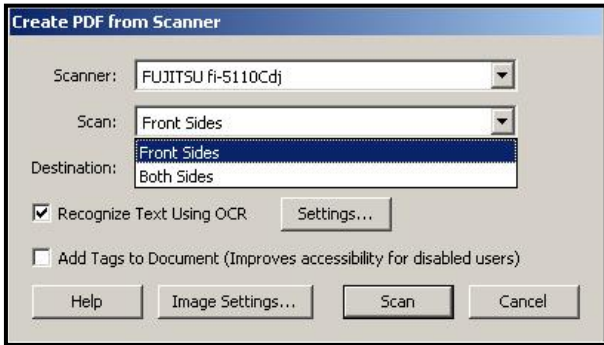 Create PDF from Scanner
Scanner: FUJITSU fi-5110Cdj
Scan: Front Sides
Front Sides
Destination:
Both Sides
Recognize Text Using OCR Settings...
Add Tags to Document (Improves accessibility for disabled users)
Help Image Settings... Scan Cancel